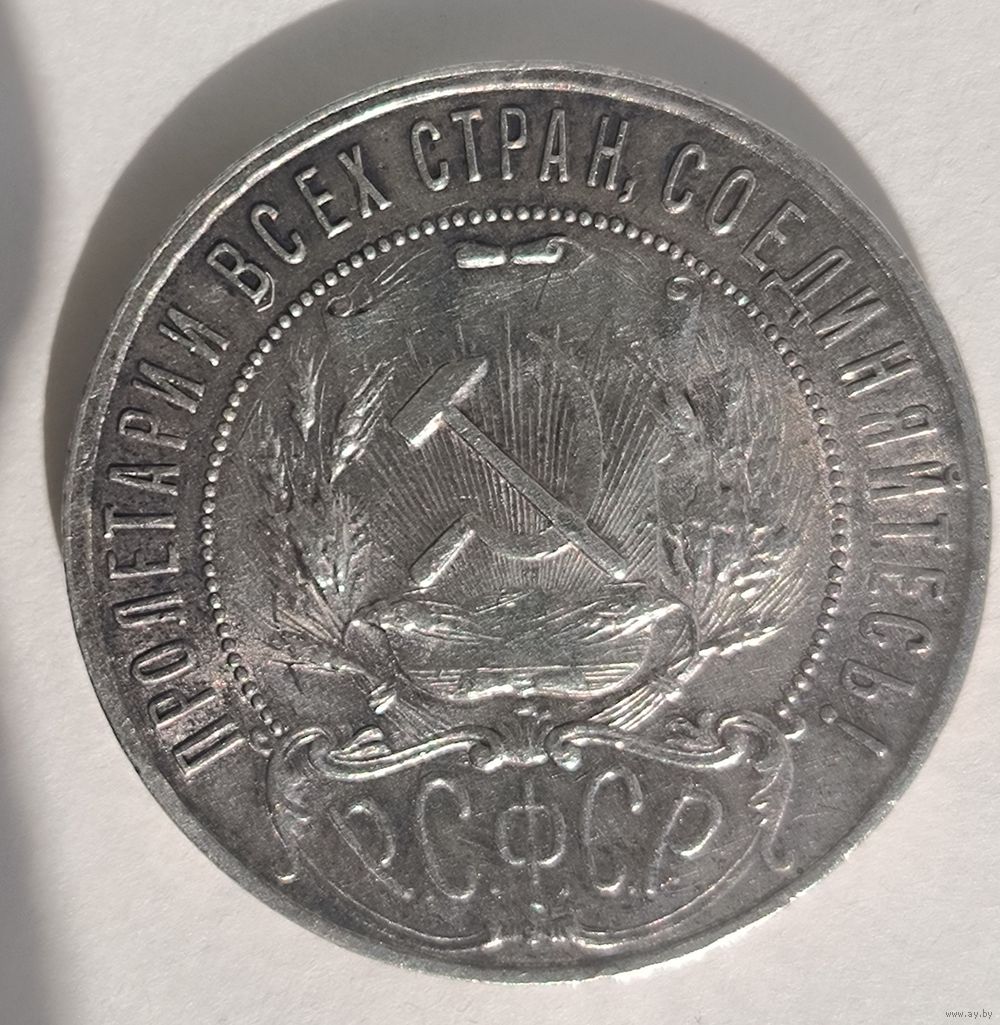 ПРОЛЕТАРИИ ВСЕХ СТРАН, СОЕДИНЯЙТЕСЬ!
Р.С.Ф.С.Р.
www.ay.by